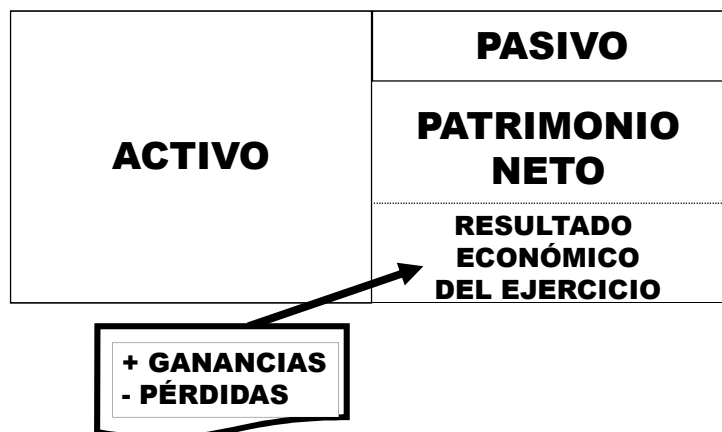 ACTIVO
PASIVO
PATRIMONIO
NETO
RESULTADO
ECONÓMICO
DEL EJERCICIO
+ GANANCIAS
- PÉRDIDAS